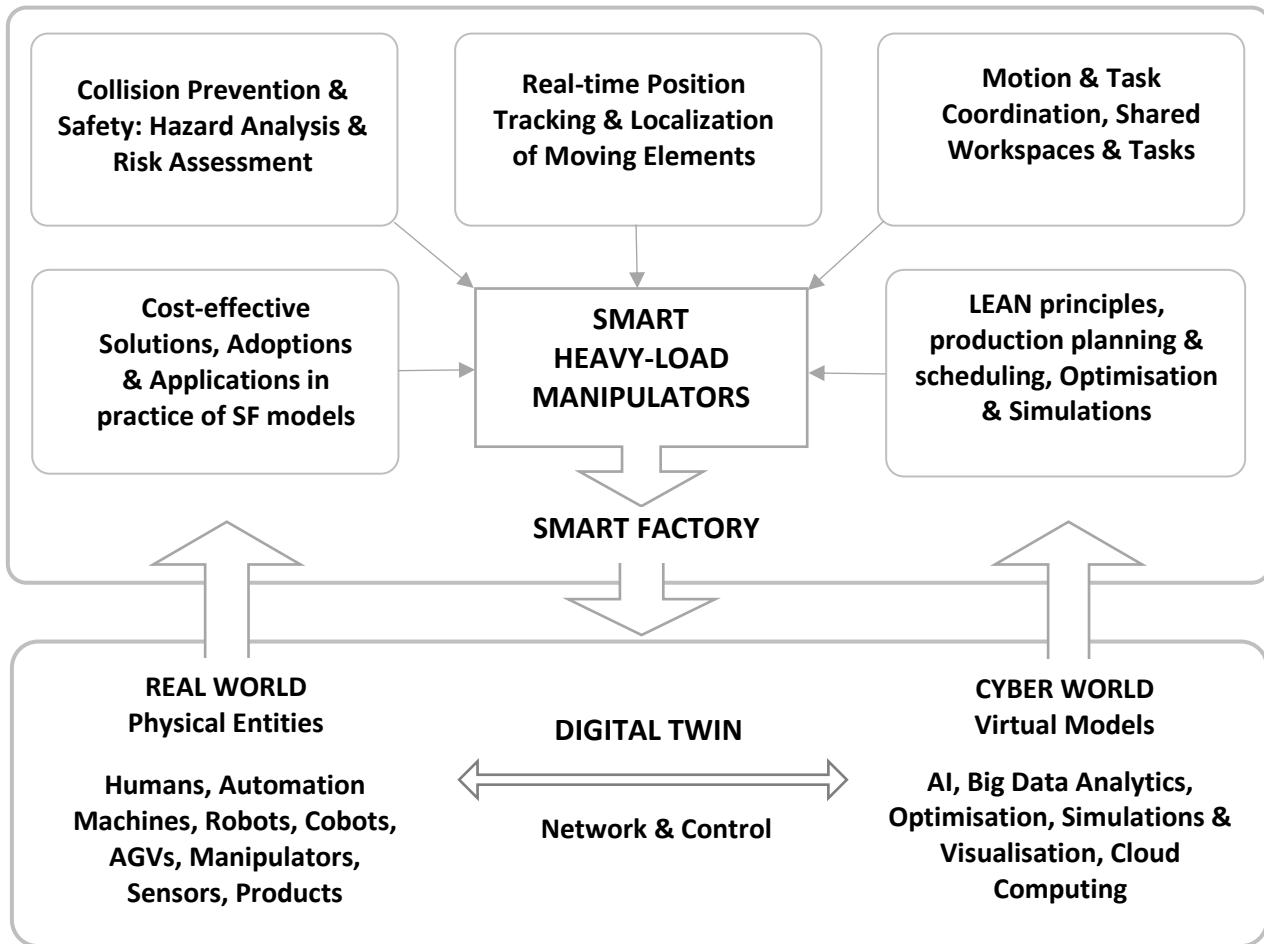 Collision Prevention &
Safety: Hazard Analysis &
Risk Assessment
Real-time Position
Tracking & Localization
of Moving Elements
Motion & Task
Coordination, Shared
Workspaces & Tasks
Cost-effective
Solutions, Adoptions
& Applications in
practice of SF models
SMART
HEAVY-LOAD
MANIPULATORS
LEAN principles,
production planning &
scheduling, Optimisation
& Simulations
SMART FACTORY
REAL WORLD
Physical Entities
Humans, Automation
Machines, Robots, Cobots,
AGVs, Manipulators,
Sensors, Products
DIGITAL TWIN
Network & Control
CYBER WORLD
Virtual Models
AI, Big Data Analytics,
Optimisation, Simulations &
Visualisation, Cloud
Computing